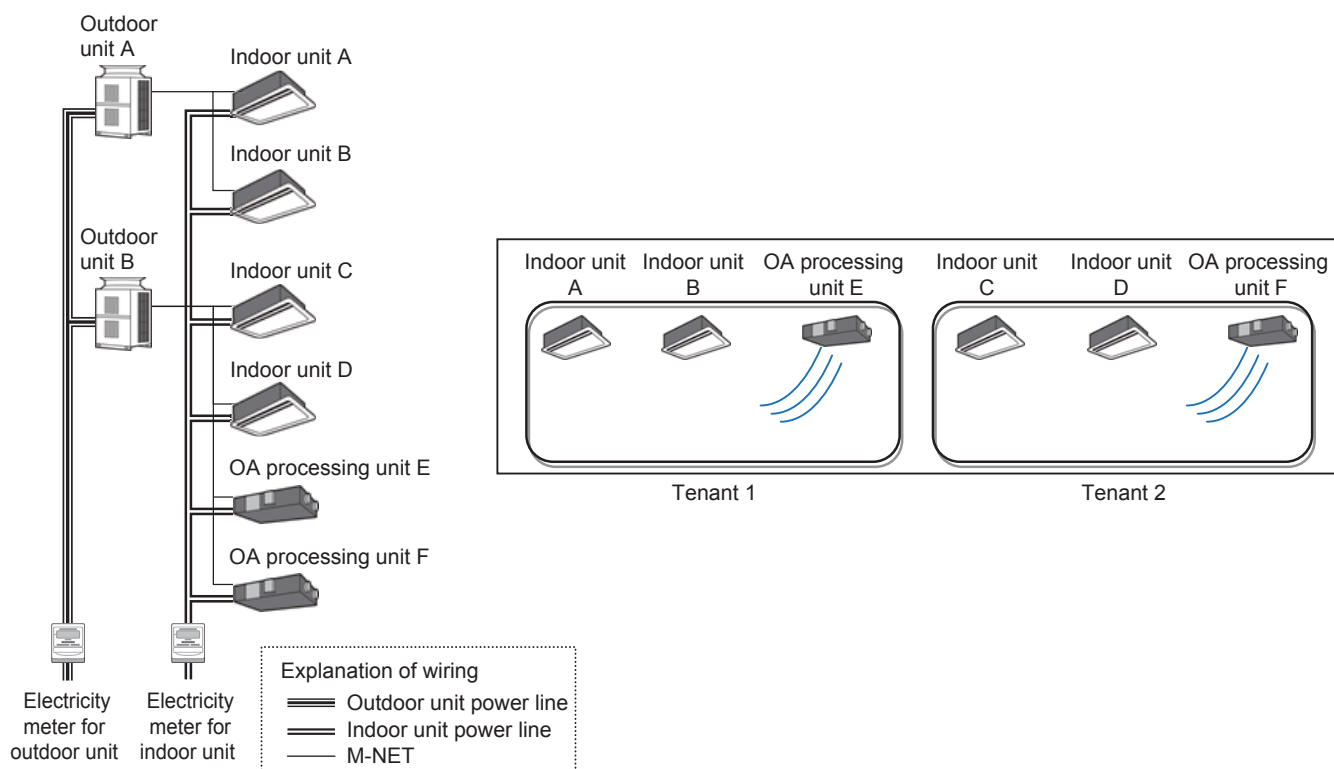 Outdoor
unit A
Indoor unit A
Indoor unit B
Outdoor
unit B
Indoor unit C
Indoor unit D
OA processing unit E
OA processing unit F
Electricity
meter for
outdoor unit
Electricity
meter for
indoor unit
Explanation of wiring
Outdoor unit power line
Indoor unit power line
M-NET
Indoor unit
A
Indoor unit
B
OA processing
unit E
Indoor unit
C
Indoor unit
D
OA processing
unit F
Tenant 1
Tenant 2